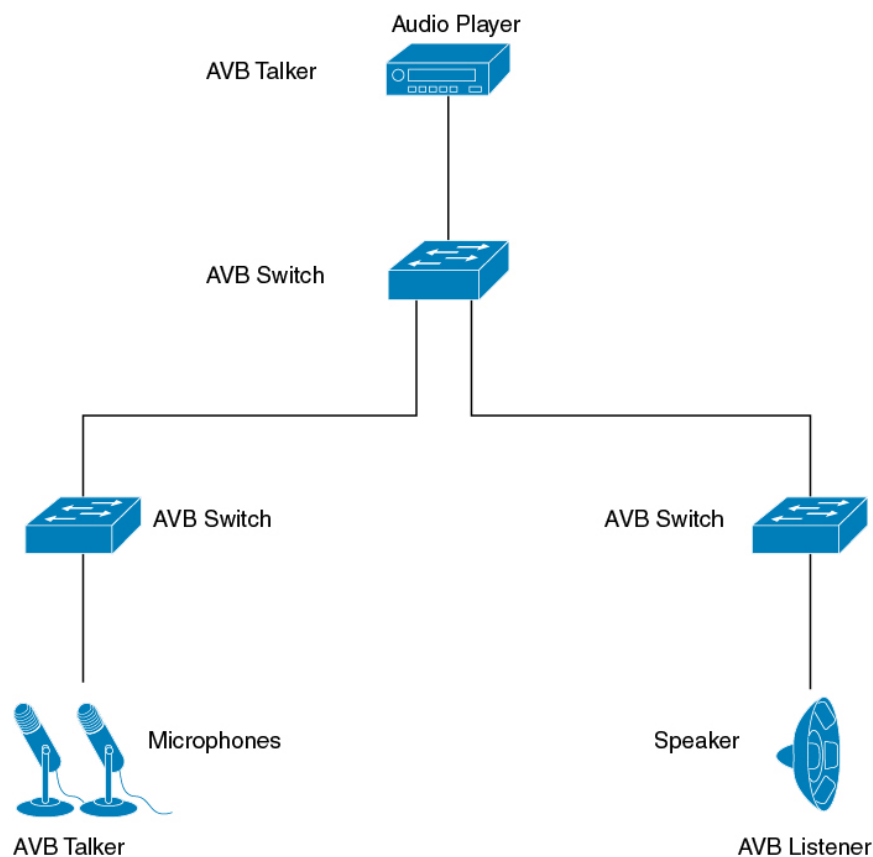 Audio Player
AVB Talker
AVB Switch
AVB Switch
AVB Switch
Microphones
Speaker
AVB Talker
AVB Listener